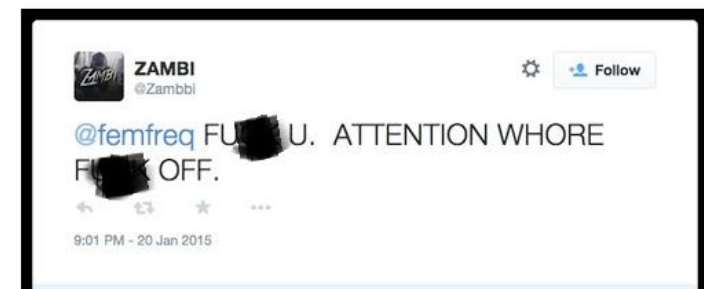 ZAMBI
@Zambbi
Follow
@femfreq FU K U. ATTENTION WHORE
F K OFF.
9:01 PM - 20 Jan 2015